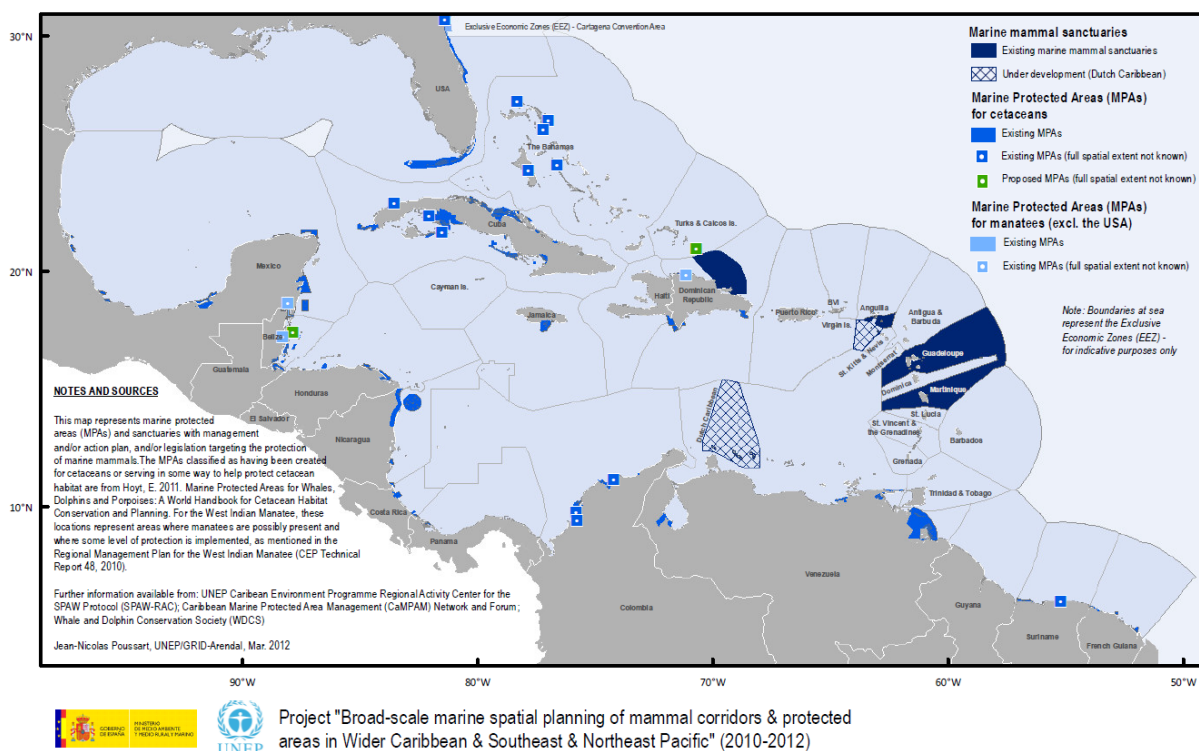 Exclusive Economic Zones (EEZ) - Cartagena Convention Area
30°N
20°N
10°N
90°W
80°W
70°W
60°W
50°W
Marine mammal sanctuaries
Existing marine mammal sanctuaries
Under development (Dutch Caribbean)
Marine Protected Areas (MPAs)
for cetaceans
Existing MPAs
Existing MPAs (full spatial extent not known)
Proposed MPAs (full spatial extent not known)
Marine Protected Areas (MPAs)
for manatees (excl. the USA)
Existing MPAs
Existing MPAs (full spatial extent not known)
Note: Boundaries at sea
represent the Exclusive
Economic Zones (EEZ) -
for indicative purposes only
USA
The Bahamas
Cuba
Turks & Caicos Is.
Mexico
Cayman Is.
Haiti
Dominican
Republic
Jamaica
Puerto Rico
BVI
Virgin Is.
Anguilla
Antigua &
Barbuda
St. Kitts & Nevis
Montserrat
Guadeloupe
Dominica
Martinique
St. Lucia
St. Vincent &
the Grenadines
Barbados
Grenada
Trinidad & Tobago
Dutch Caribbean
Belize
Guatemala
Honduras
El Salvador
Nicaragua
Costa Rica
Panama
Colombia
Venezuela
Guyana
Suriname
French Guiana
NOTES AND SOURCES
This map represents marine protected
areas (MPAs) and sanctuaries with management
and/or action plan, and/or legislation targeting the protection
of marine mammals.The MPAs classified as having been created
for cetaceans or serving in some way to help protect cetacean
habitat are from Hoyt, E. 2011. Marine Protected Areas for Whales,
Dolphins and Porpoises: A World Handbook for Cetacean Habitat
Conservation and Planning. For the West Indian Manatee, these
locations represent areas where manatees are possibly present and
where some level of protection is implemented, as mentioned in the
Regional Management Plan for the West Indian Manatee (CEP Technical
Report 48, 2010).
Further information available from: UNEP Caribean Environment Programme Regional Activity Center for the
SPAW Protocol (SPAW-RAC); Caribbean Marine Protected Area Management (CaMPAM) Network and Forum;
Whale and Dolphin Conservation Society (WDCS)
Jean-Nicolas Poussart, UNEP/GRID-Arendal, Mar. 2012
GOBIERNO
DE ESPAÑA
MINISTERIO
DE MEDIO AMBIENTE
Y MEDIO RURAL Y MARINO
UNEP
Project "Broad-scale marine spatial planning of mammal corridors & protected
areas in Wider Caribbean & Southeast & Northeast Pacific" (2010-2012)